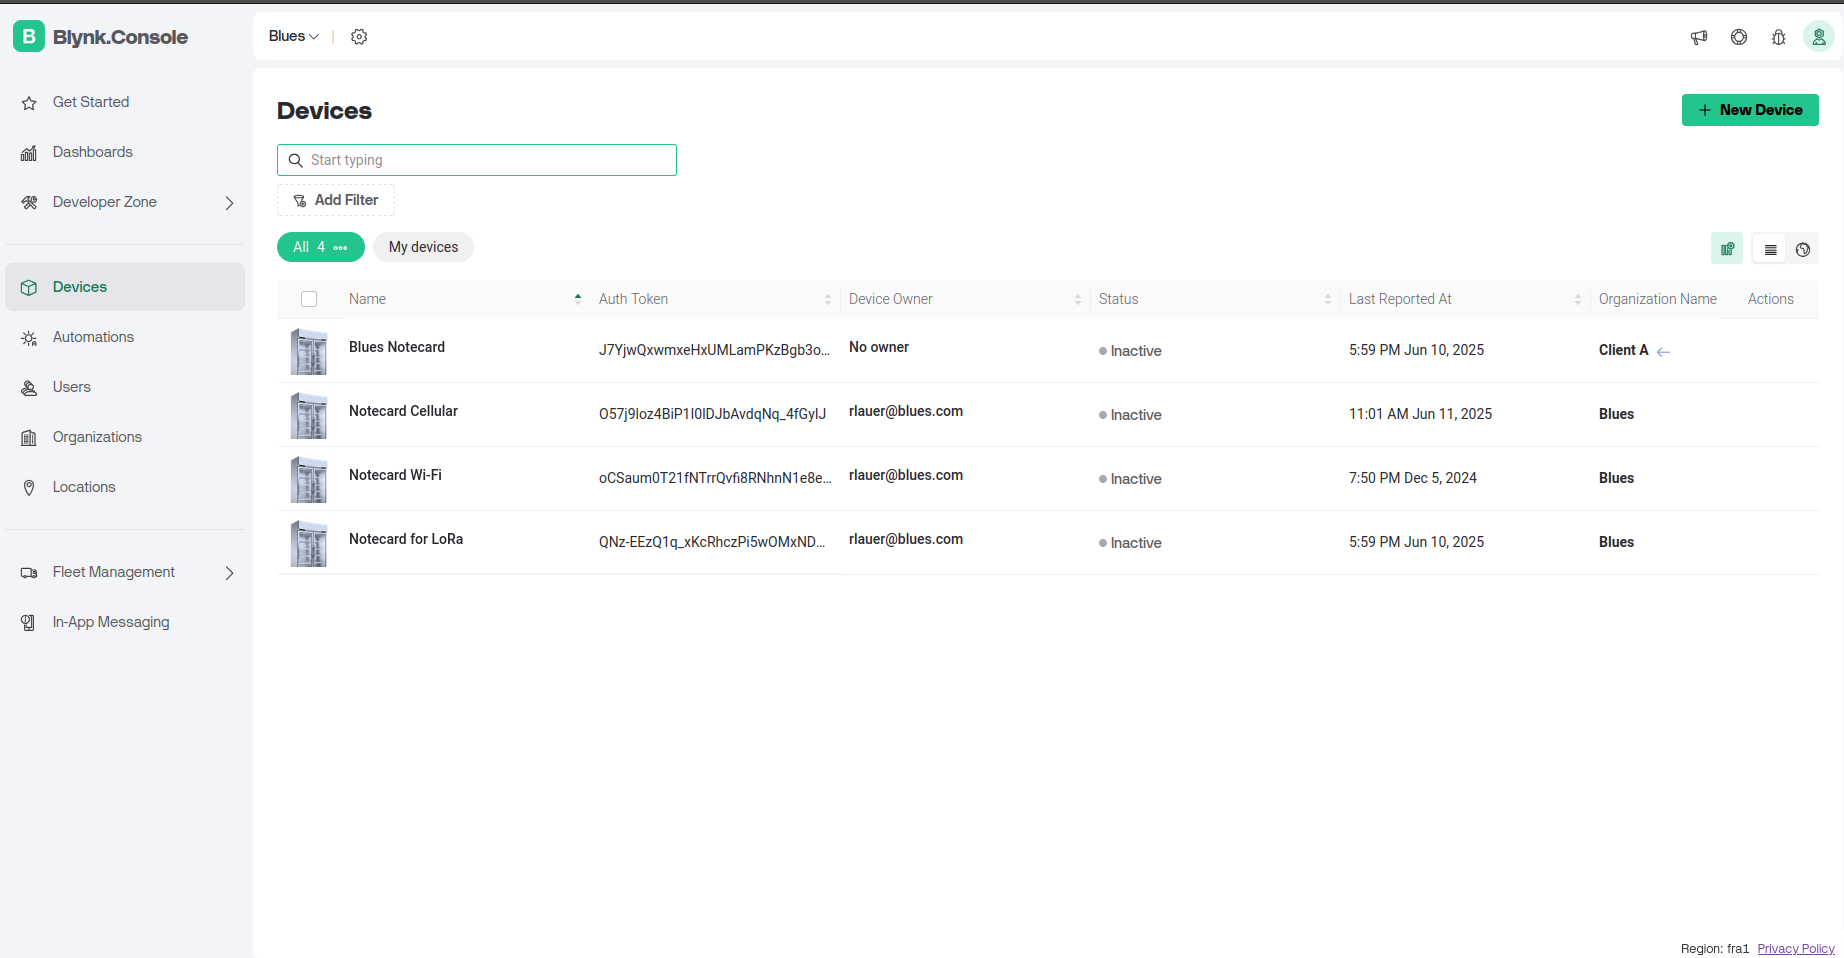 B Blynk.Console
Blues
Get Started
Dashboards
Developer Zone
Devices
Automations
Users
Organizations
Locations
Fleet Management
In-App Messaging
Devices
New Device
Start typing
Add Filter
All 4
My devices
Name Auth Token Device Owner Status Last Reported At Organization Name Actions
Blues Notecard J7YjwQxwmxeHxUMLamPKzBgb3o... No owner Inactive 5:59 PM Jun 10, 2025 Client A
Notecard Cellular O57j9Ioz4BiP1I0IDJbAvdqNq_4fGyIJ rlauer@blues.com Inactive 11:01 AM Jun 11, 2025 Blues
Notecard Wi-Fi oCSaum0T21fNTrrQvfi8RNhnN1e8e... rlauer@blues.com Inactive 7:50 PM Dec 5, 2024 Blues
Notecard for LoRa QNz-EEzQ1q_xKcRhczPi5wOMxND... rlauer@blues.com Inactive 5:59 PM Jun 10, 2025 Blues
Region: fra1 Privacy Policy